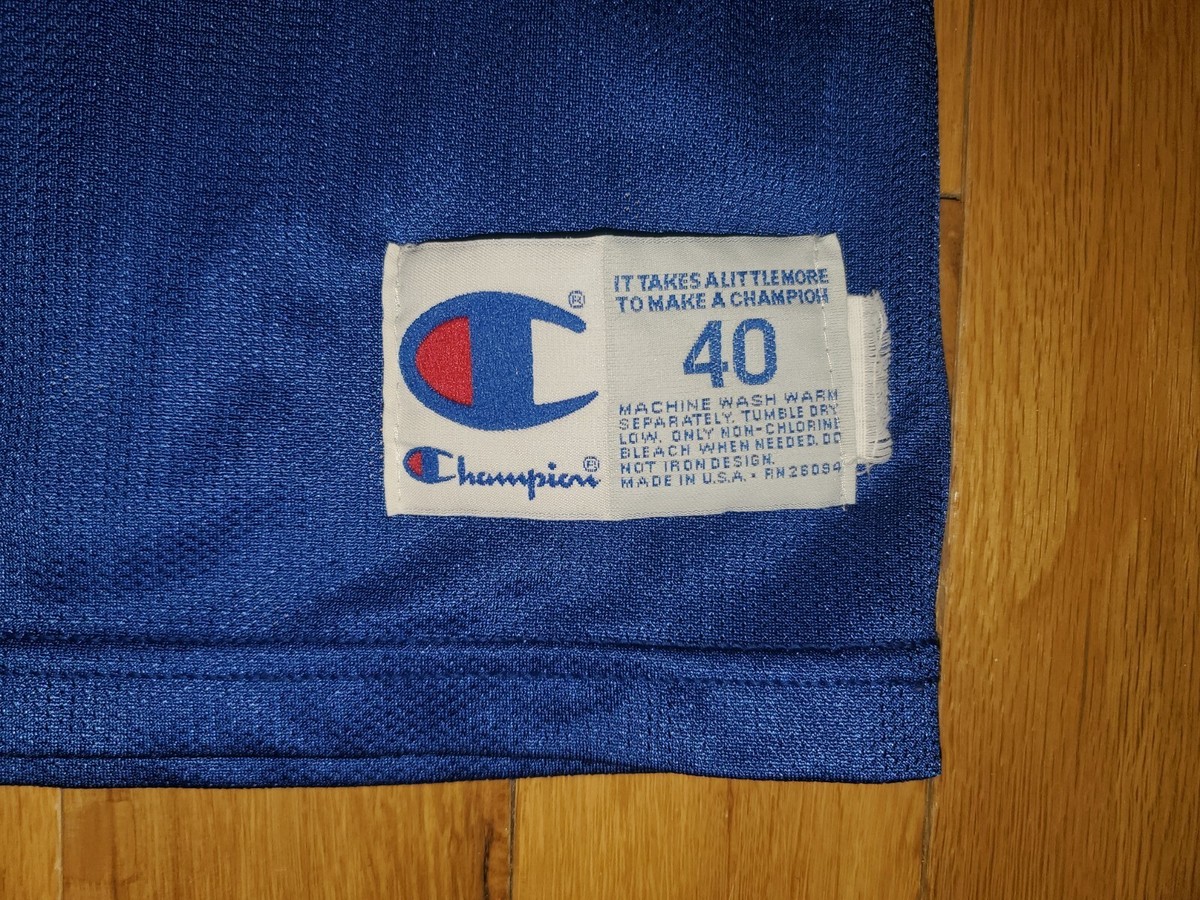 ®
Champion®
IT TAKES A LITTLE MORE
TO MAKE A CHAMPION
40
MACHINE WASH WARM
SEPARATELY. TUMBLE DRY
LOW. ONLY NON-CHLORINE
BLEACH WHEN NEEDED. DO
NOT IRON DESIGN.
MADE IN U.S.A. • RN26094